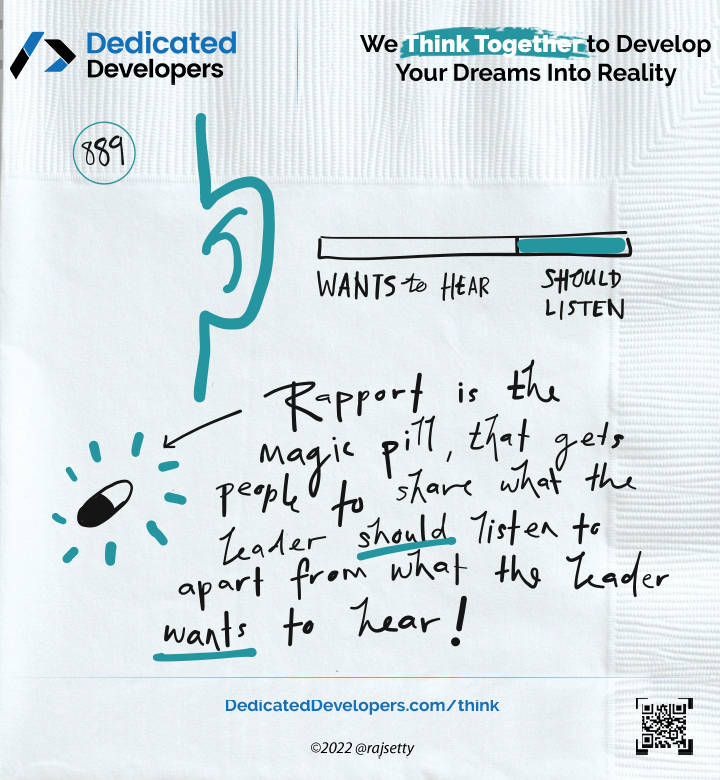 Dedicated
Developers
We Think Together to Develop
Your Dreams Into Reality
889
WANTS to HEAR
SHOULD
LISTEN
Rapport is the
magic pill, that gets
people to share what the
leader should listen to
apart from what the leader
wants to hear!
DedicatedDevelopers.com/think
©2022 @rajsetty